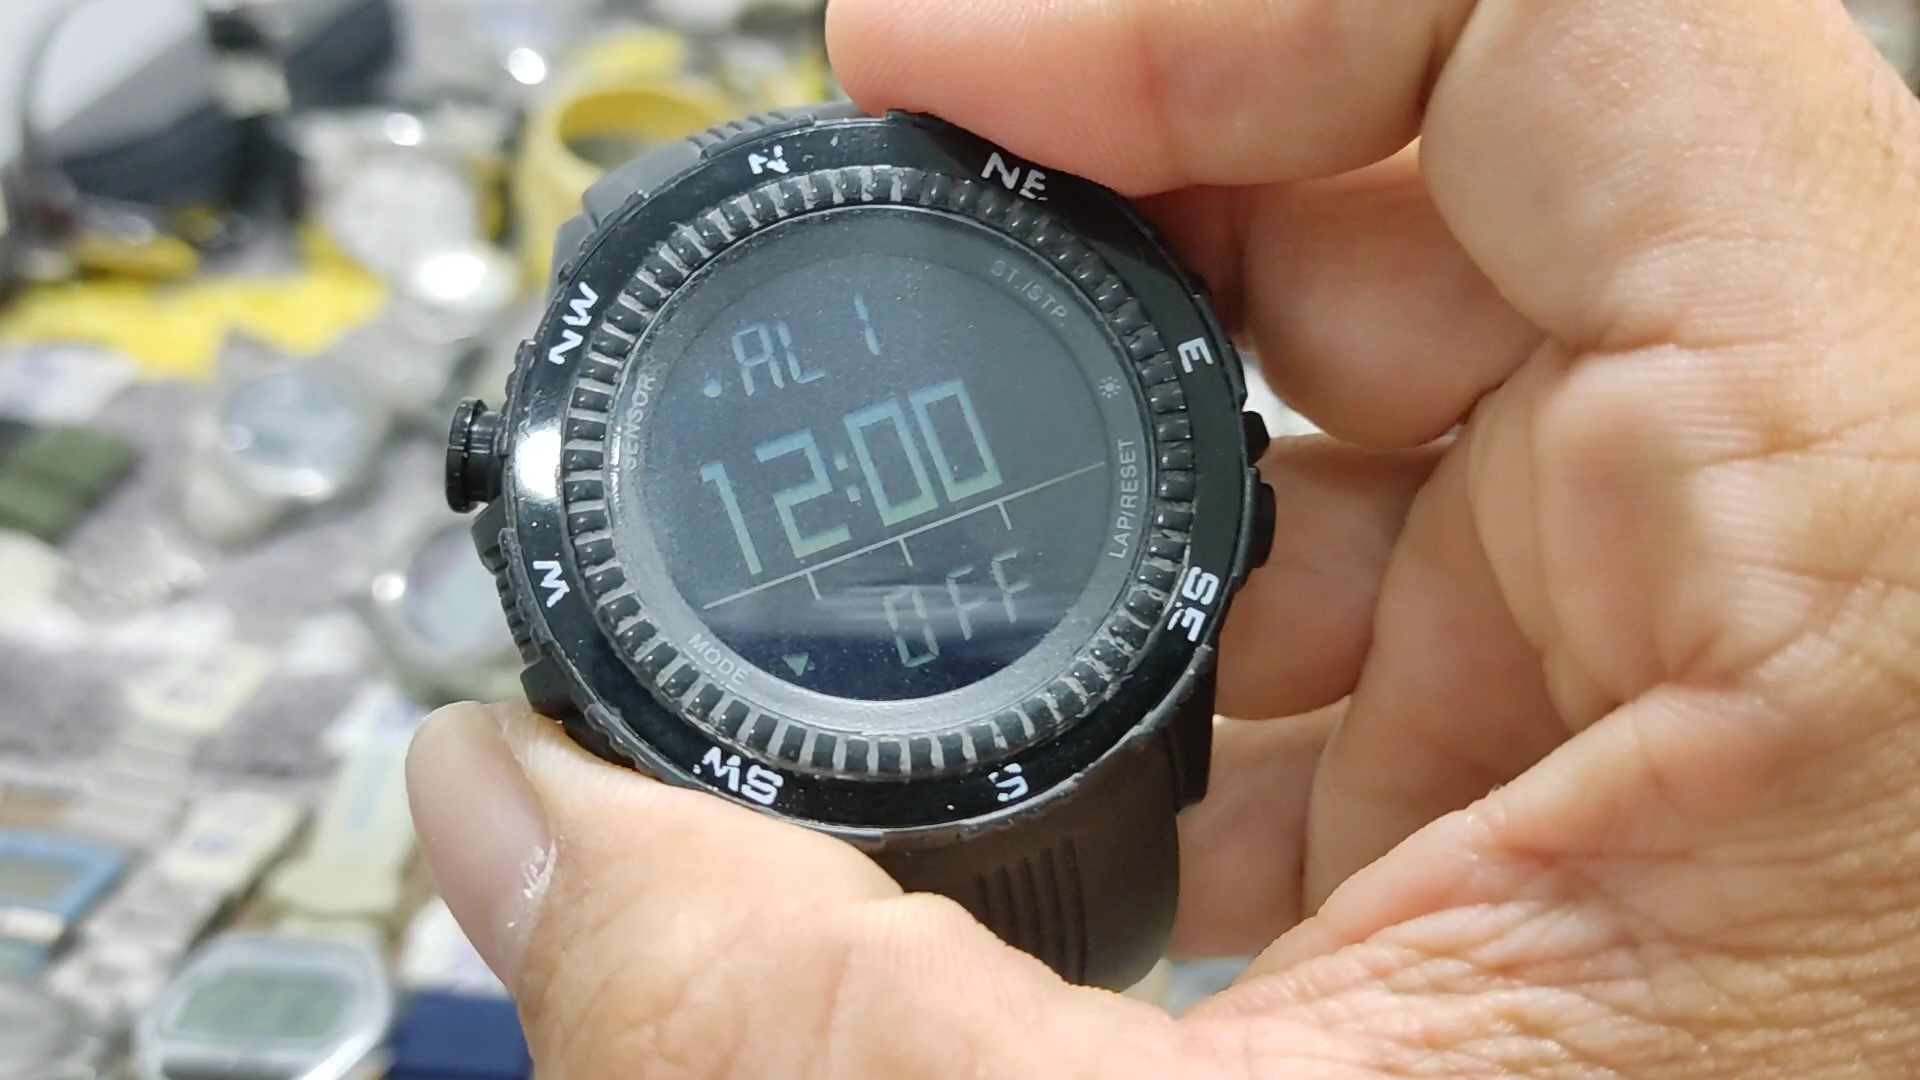 N
NE
E
SE
S
SW
W
NW
ST./STP
SENSOR
LAP/RESET
MODE
AL 1
12:00
OFF